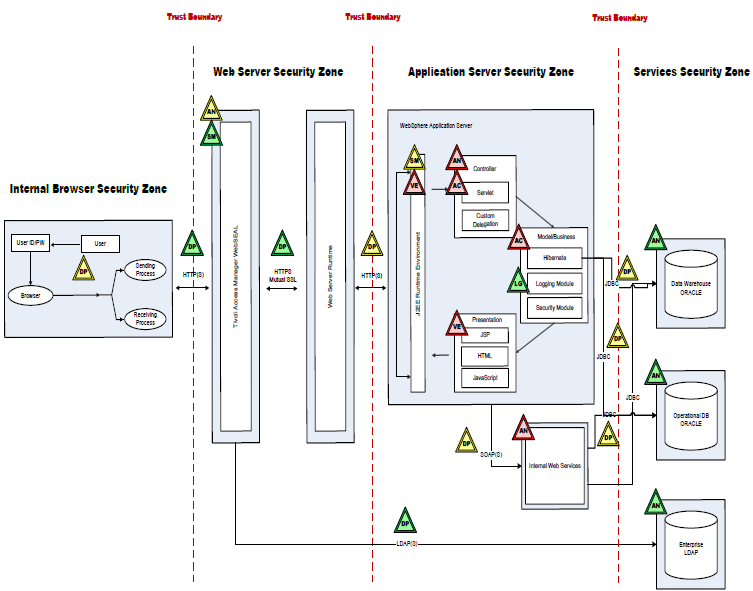 Trust Boundary
Trust Boundary
Trust Boundary
Web Server Security Zone
Application Server Security Zone
Services Security Zone
Internal Browser Security Zone
AN
SM
WebSphere Application Server
SM
VE
AN
Controller
AC
Servlet
Custom
Delegation
User ID/PW
User
DP
Sending
Process
Browser
Receiving
Process
DP
HTTP(S)
Tivoli Access Manager WebSEAL
DP
HTTPS
Mutual SSL
Web Server Runtime
DP
HTTP(S)
J2EE Runtime Environment
AC
Model/Business
Hibernate
LG
Logging Module
Security Module
VE
Presentation
JSP
HTML
JavaScript
DP
JDBC
DP
JDBC
JDBC
JDBC
DP
AN
Data Warehouse
ORACLE
AN
Operational DB
ORACLE
DP
SOAP(S)
AN
Internal Web Services
DP
LDAP(S)
AN
Enterprise
LDAP